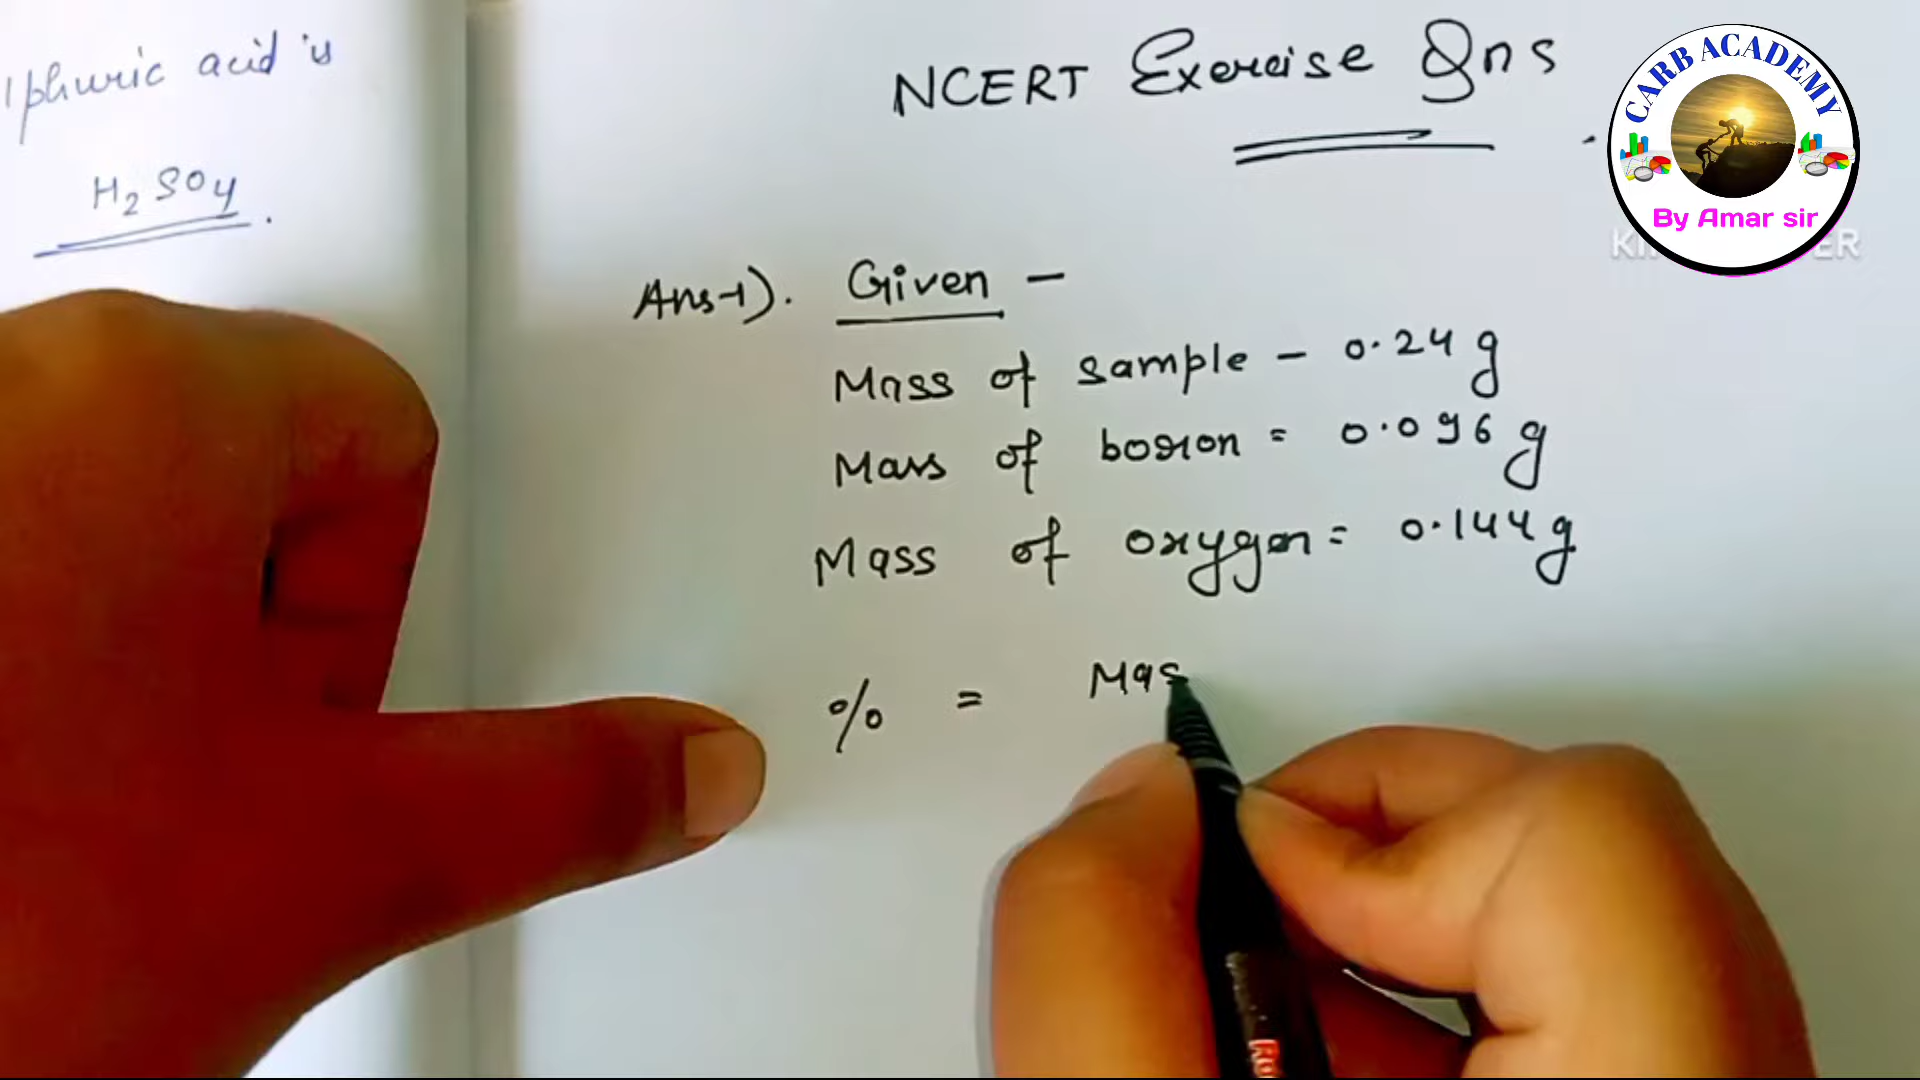 acid is
H2SO4.
NCERT Exercise Qns.
Ans-1). Given -
Mass of sample - 0.24 g
Mass of boron = 0.096 g
Mass of oxygen = 0.144 g
% = Mas
CARB ACADEMY
By Amar sir